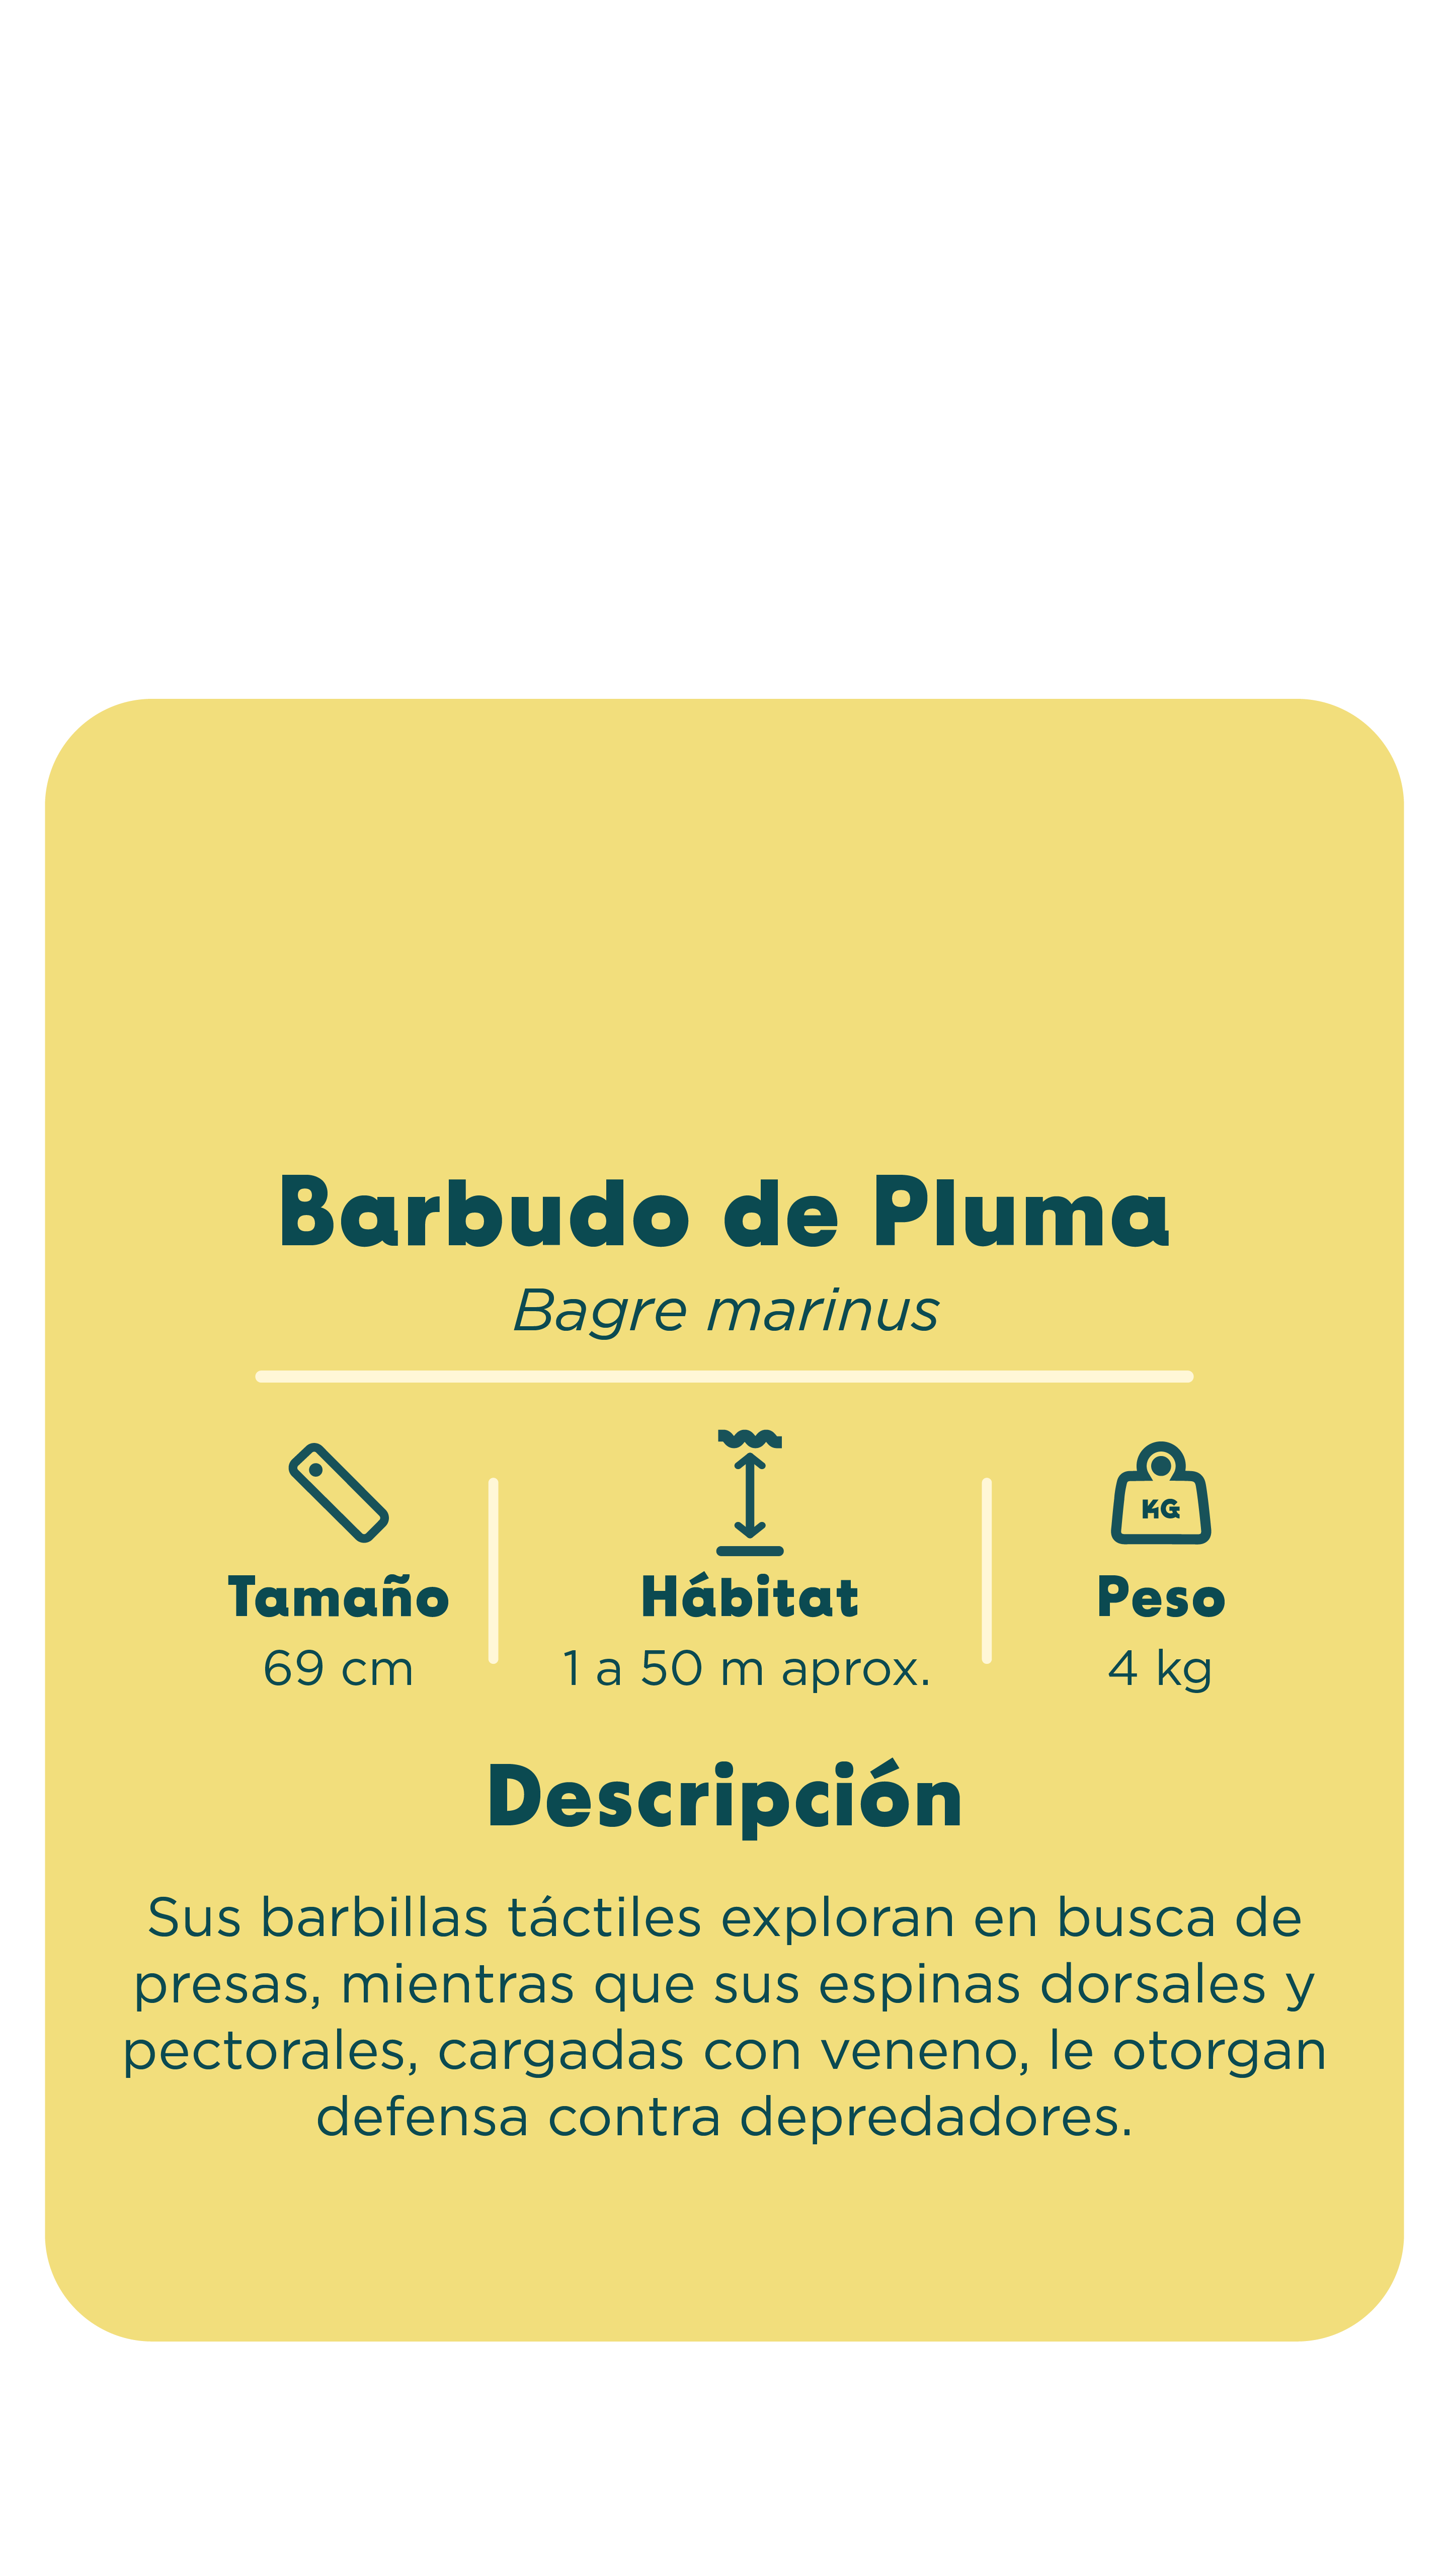 Barbudo de Pluma
Bagre marinus
KG
Tamaño
Hábitat
Peso
69 cm
1 a 50 m aprox.
4 kg
Descripción
Sus barbillas táctiles exploran en busca de
presas, mientras que sus espinas dorsales y
pectorales, cargadas con veneno, le otorgan
defensa contra depredadores.